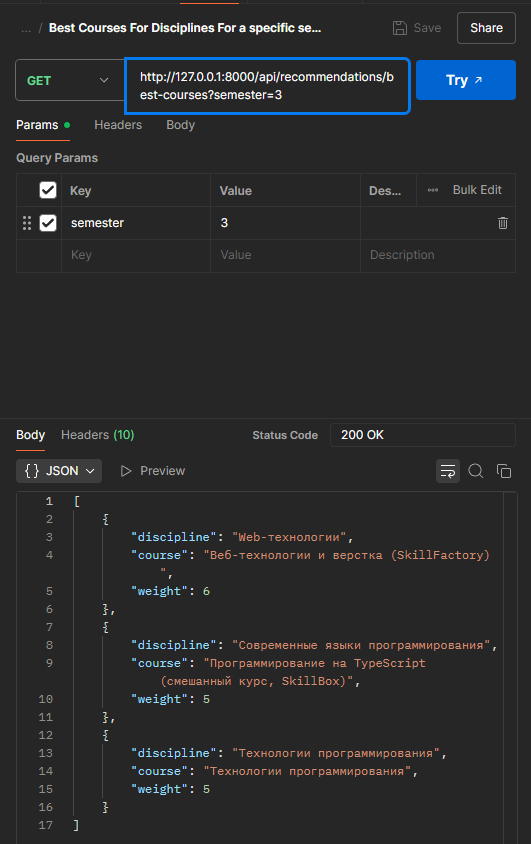 ... / Best Courses For Disciplines For a specific se...
Save
Share
GET
http://127.0.0.1:8000/api/recommendations/b
est-courses?semester=3
Try
Params
Headers
Body
Query Params
Key
Value
Des...
Bulk Edit
semester
3
Key
Value
Description
Body
Headers (10)
Status Code
200 OK
{} JSON
Preview
1 [
2 {
3 "discipline": "Web-технологии",
4 "course": "Веб-технологии и верстка (SkillFactory)
",
5 "weight": 6
6 },
7 {
8 "discipline": "Современные языки программирования",
9 "course": "Программирование на TypeScript
(смешанный курс, SkillBox)",
10 "weight": 5
11 },
12 {
13 "discipline": "Технологии программирования",
14 "course": "Технологии программирования",
15 "weight": 5
16 }
17 ]